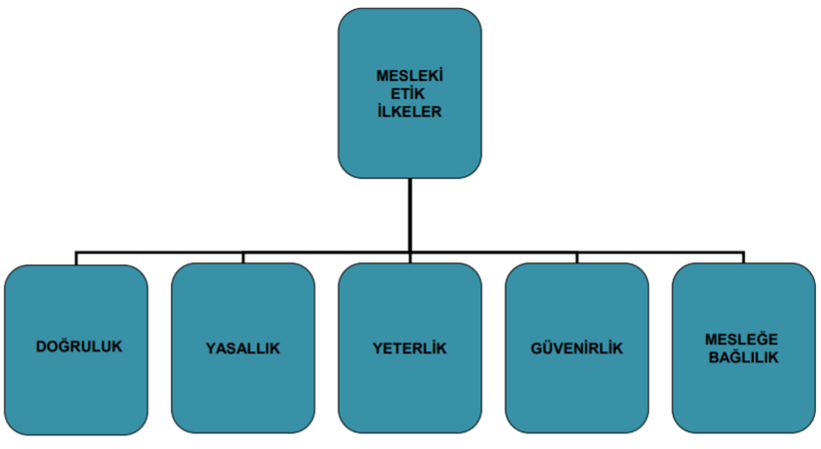 MESLEKİ
ETİK
İLKELER
DOĞRULUK
YASALLIK
YETERLİK
GÜVENİRLİK
MESLEĞE
BAĞLILIK